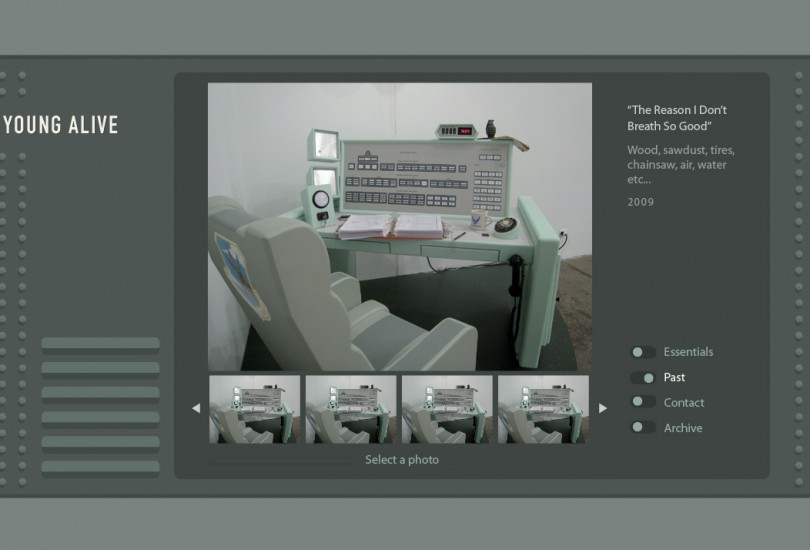 YOUNG ALIVE
“The Reason I Don’t
Breath So Good”
Wood, sawdust, tires,
chainsaw, air, water
etc...
2009
Essentials
Past
Contact
Archive
Select a photo